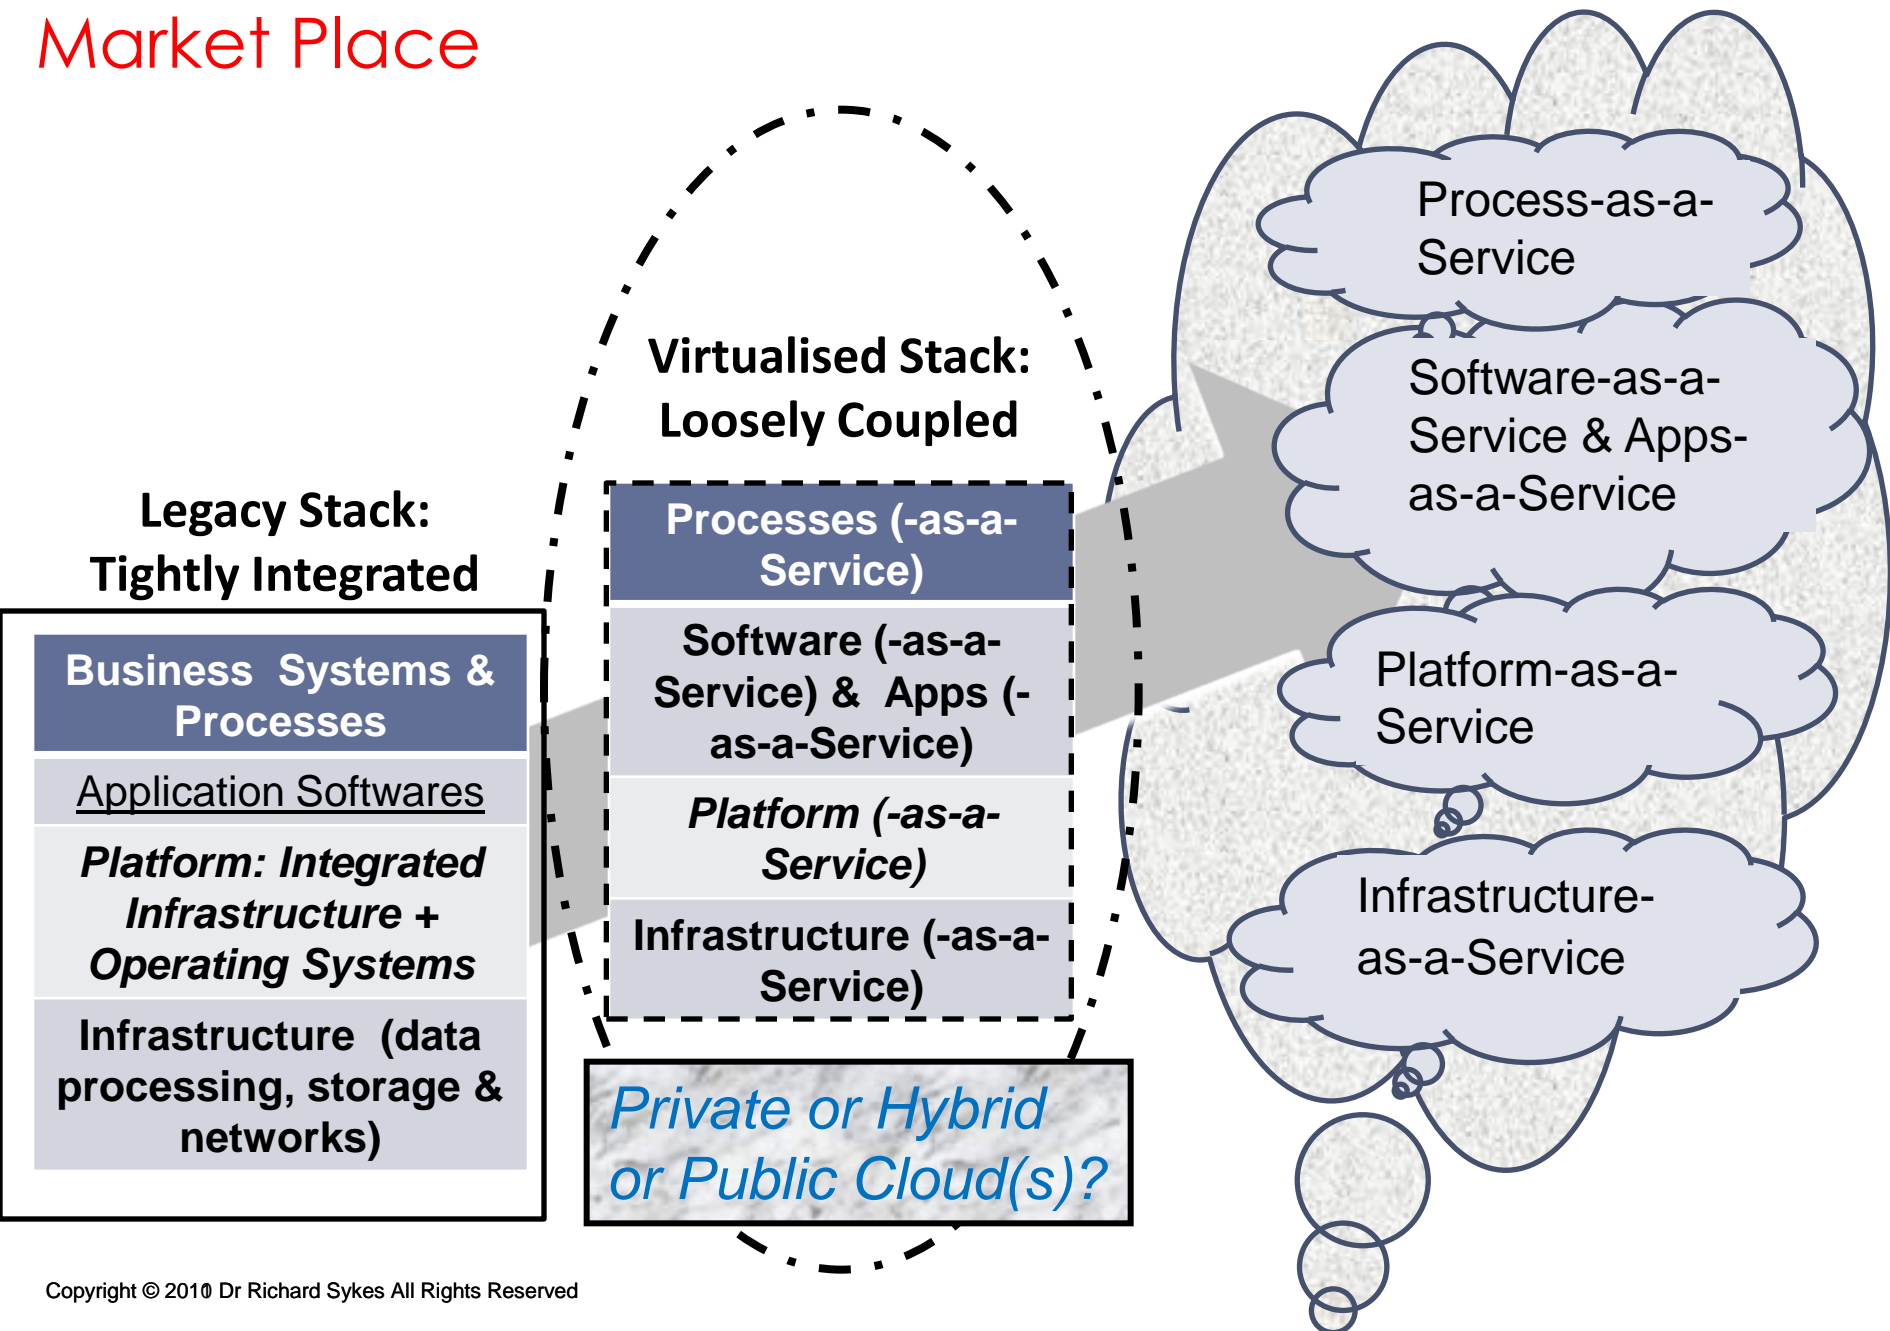 Market Place
Legacy Stack:
Tightly Integrated
Business Systems &
Processes
Application Softwares
Platform: Integrated
Infrastructure +
Operating Systems
Infrastructure (data
processing, storage &
networks)
Virtualised Stack:
Loosely Coupled
Processes (-as-a-
Service)
Software (-as-a-
Service) & Apps (-
as-a-Service)
Platform (-as-a-
Service)
Infrastructure (-as-a-
Service)
Private or Hybrid
or Public Cloud(s)?
Process-as-a-
Service
Software-as-a-
Service & Apps-
as-a-Service
Platform-as-a-
Service
Infrastructure-
as-a-Service
Copyright © Dr Richard Sykes All Rights Reserved